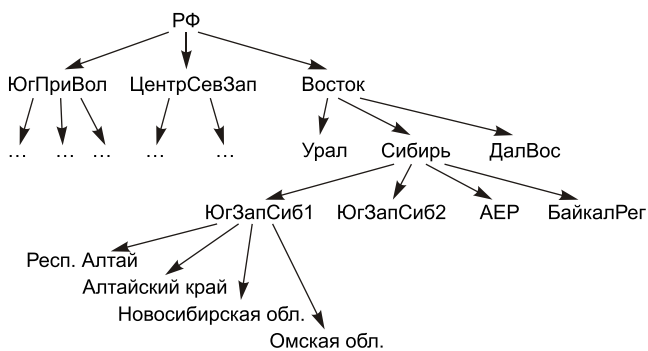 РФ
ЮгПриВол ЦентрСевЗап Восток
... ... ... ... ... Урал Сибирь ДалВос
ЮгЗапСиб1 ЮгЗапСиб2 АЕР БайкалРег
Респ. Алтай
Алтайский край
Новосибирская обл.
Омская обл.